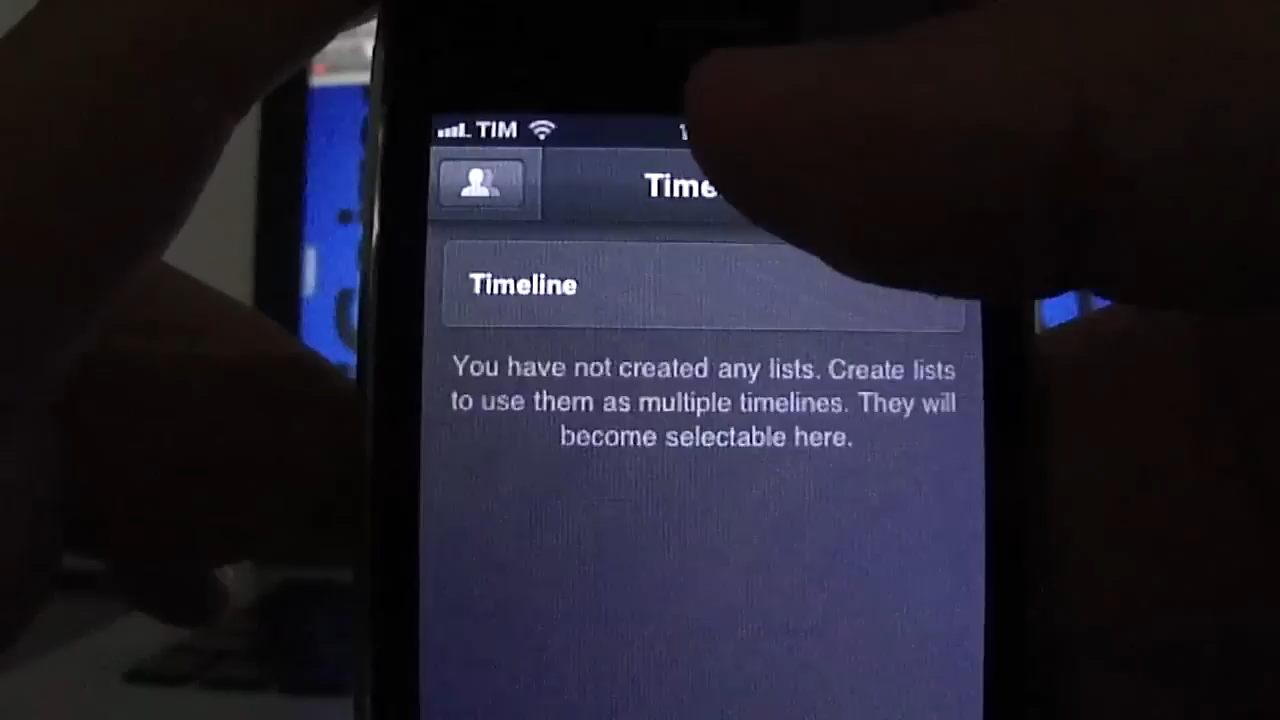 TIM
Timeline
You have not created any lists. Create lists
to use them as multiple timelines. They will
become selectable here.